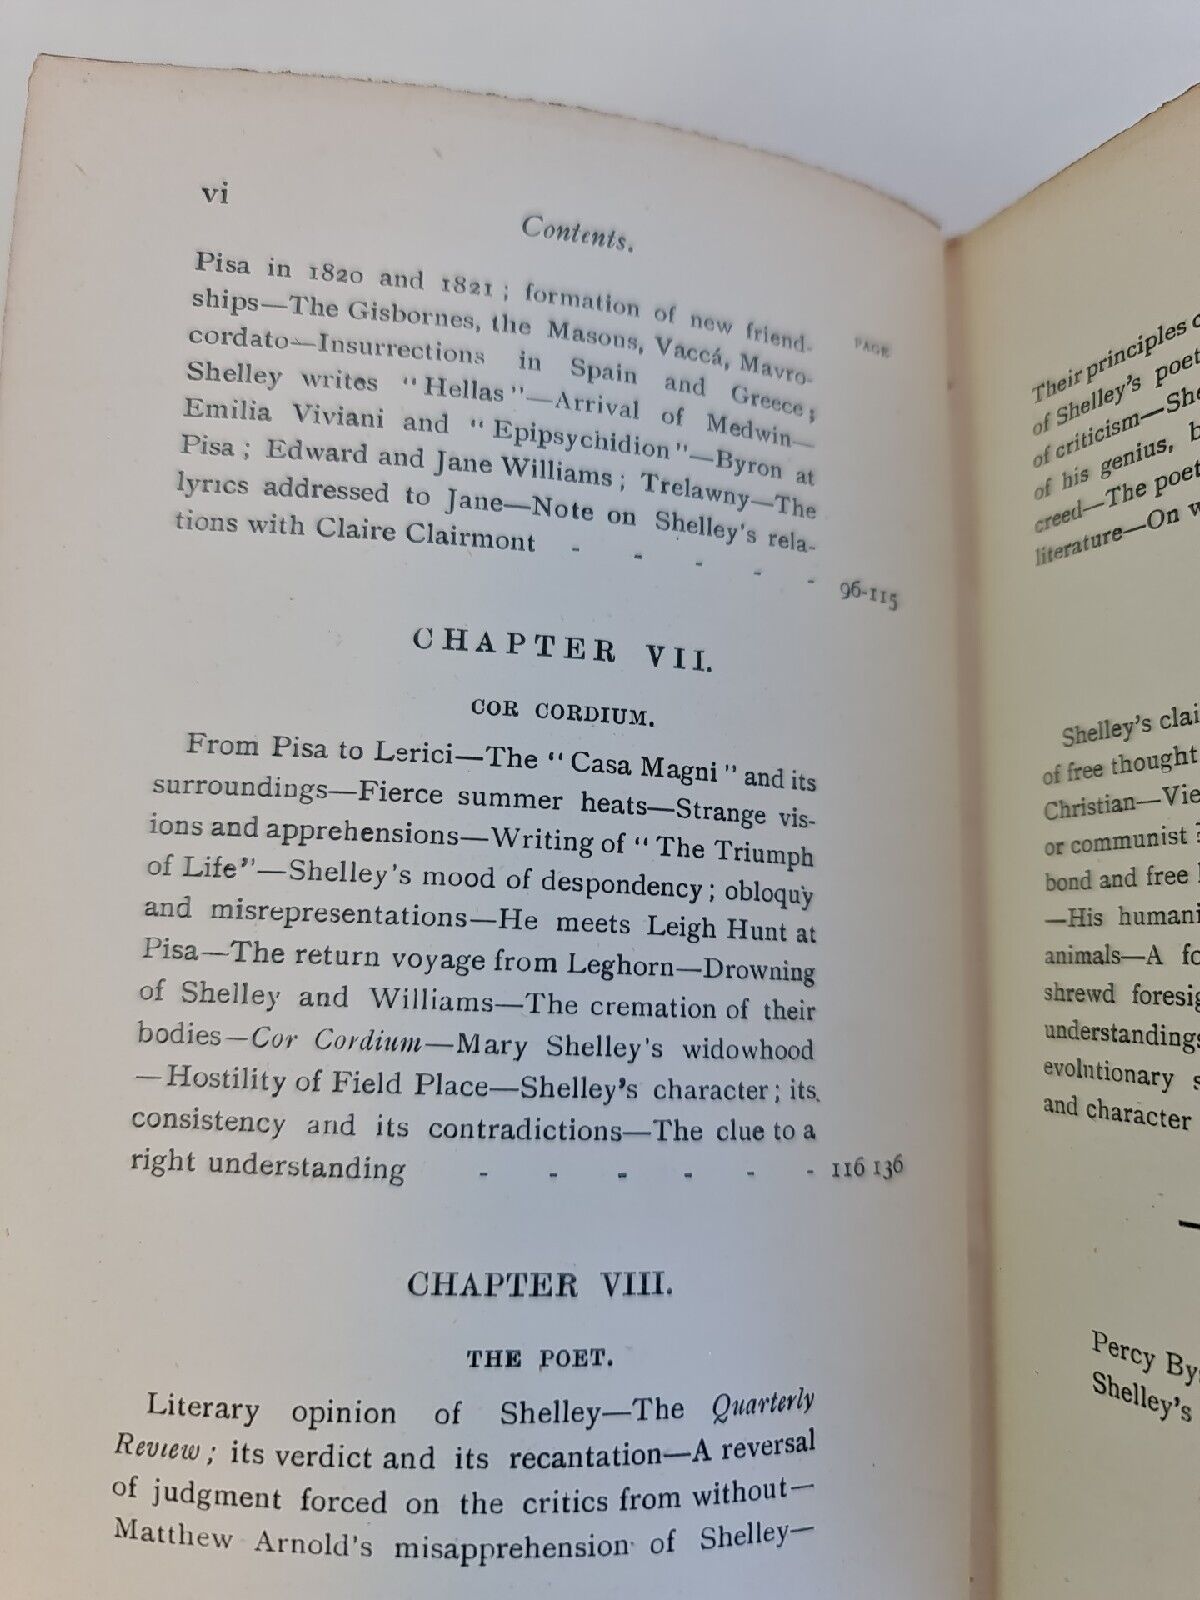 vi
Contents.
PAGE
Pisa in 1820 and 1821; formation of new friend-
ships—The Gisbornes, the Masons, Vaccá, Mavro-
cordato—Insurrections in Spain and Greece;
Shelley writes "Hellas"—Arrival of Medwin—
Emilia Viviani and "Epipsychidion"—Byron at
Pisa; Edward and Jane Williams; Trelawny—The
lyrics addressed to Jane—Note on Shelley's rela-
tions with Claire Clairmont - - - - - 96-115
CHAPTER VII.
COR CORDIUM.
From Pisa to Lerici—The "Casa Magni" and its
surroundings—Fierce summer heats—Strange vis-
ions and apprehensions—Writing of "The Triumph
of Life"—Shelley's mood of despondency; obloquy
and misrepresentations—He meets Leigh Hunt at
Pisa—The return voyage from Leghorn—Drowning
of Shelley and Williams—The cremation of their
bodies—Cor Cordium—Mary Shelley's widowhood
—Hostility of Field Place—Shelley's character; its
consistency and its contradictions—The clue to a
right understanding - - - - - - 116 136
CHAPTER VIII.
THE POET.
Literary opinion of Shelley—The Quarterly
Review; its verdict and its recantation—A reversal
of judgment forced on the critics from without—
Matthew Arnold's misapprehension of Shelley—
Their principles
of Shelley's
of criticism—
of his genius,
creed—The poet
literature—On
Shelley's
of free thought
Christian—
or communist
bond and free
—His
animals—A
shrewd
understandings
evolutionary
and character
Percy
Shelley's